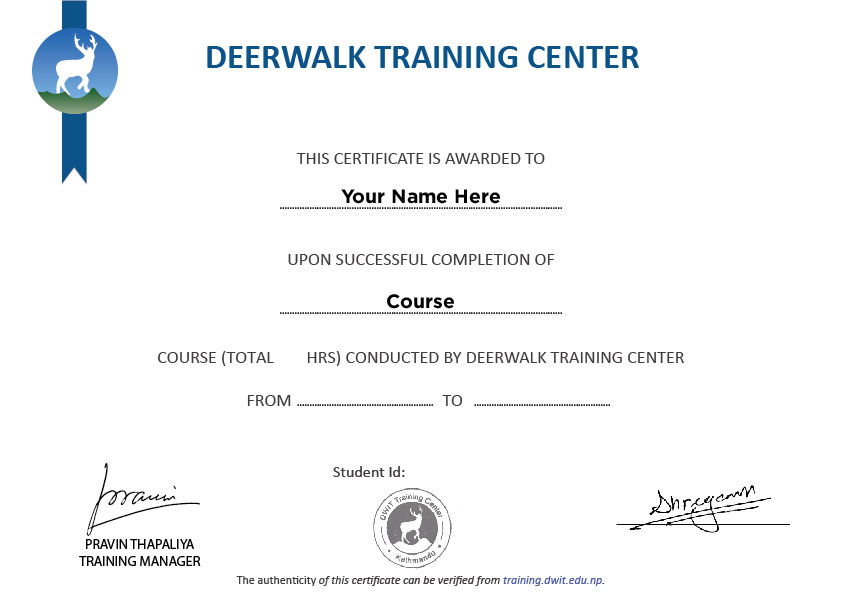 DEERWALK TRAINING CENTER
THIS CERTIFICATE IS AWARDED TO
Your Name Here
UPON SUCCESSFUL COMPLETION OF
Course
COURSE (TOTAL HRS) CONDUCTED BY DEERWALK TRAINING CENTER
FROM TO
Student Id:
DWIT Training Center
Kathmandu
PRAVIN THAPALIYA
TRAINING MANAGER
The authenticity of this certificate can be verified from training.dwit.edu.np.